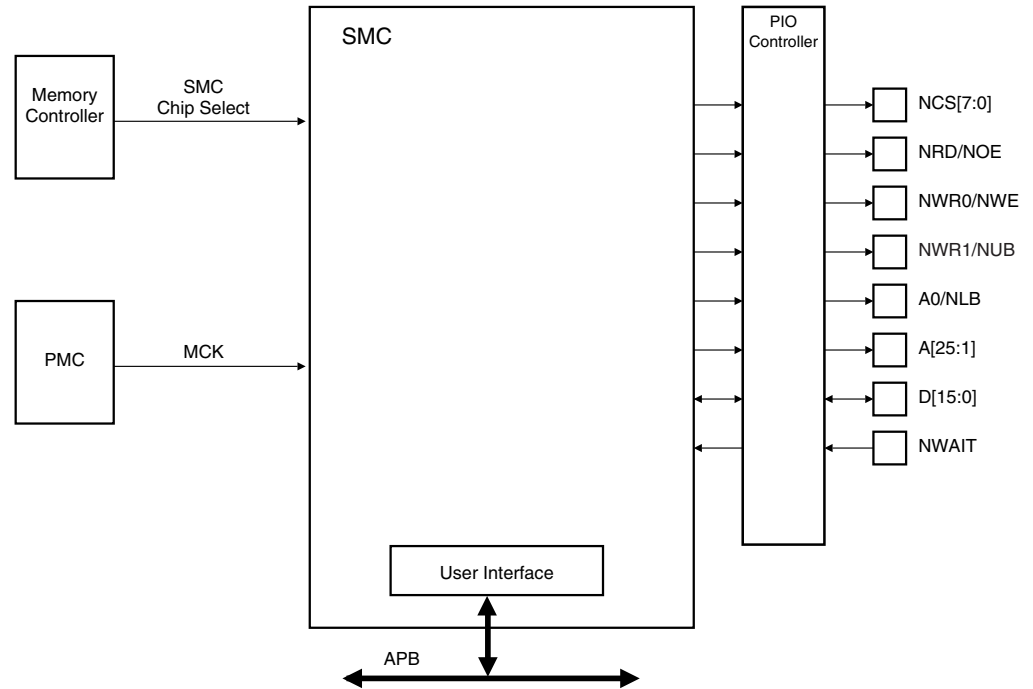 SMC
PIO
Controller
Memory
Controller
SMC
Chip Select
NCS[7:0]
NRD/NOE
NWR0/NWE
NWR1/NUB
A0/NLB
PMC
MCK
A[25:1]
D[15:0]
NWAIT
User Interface
APB